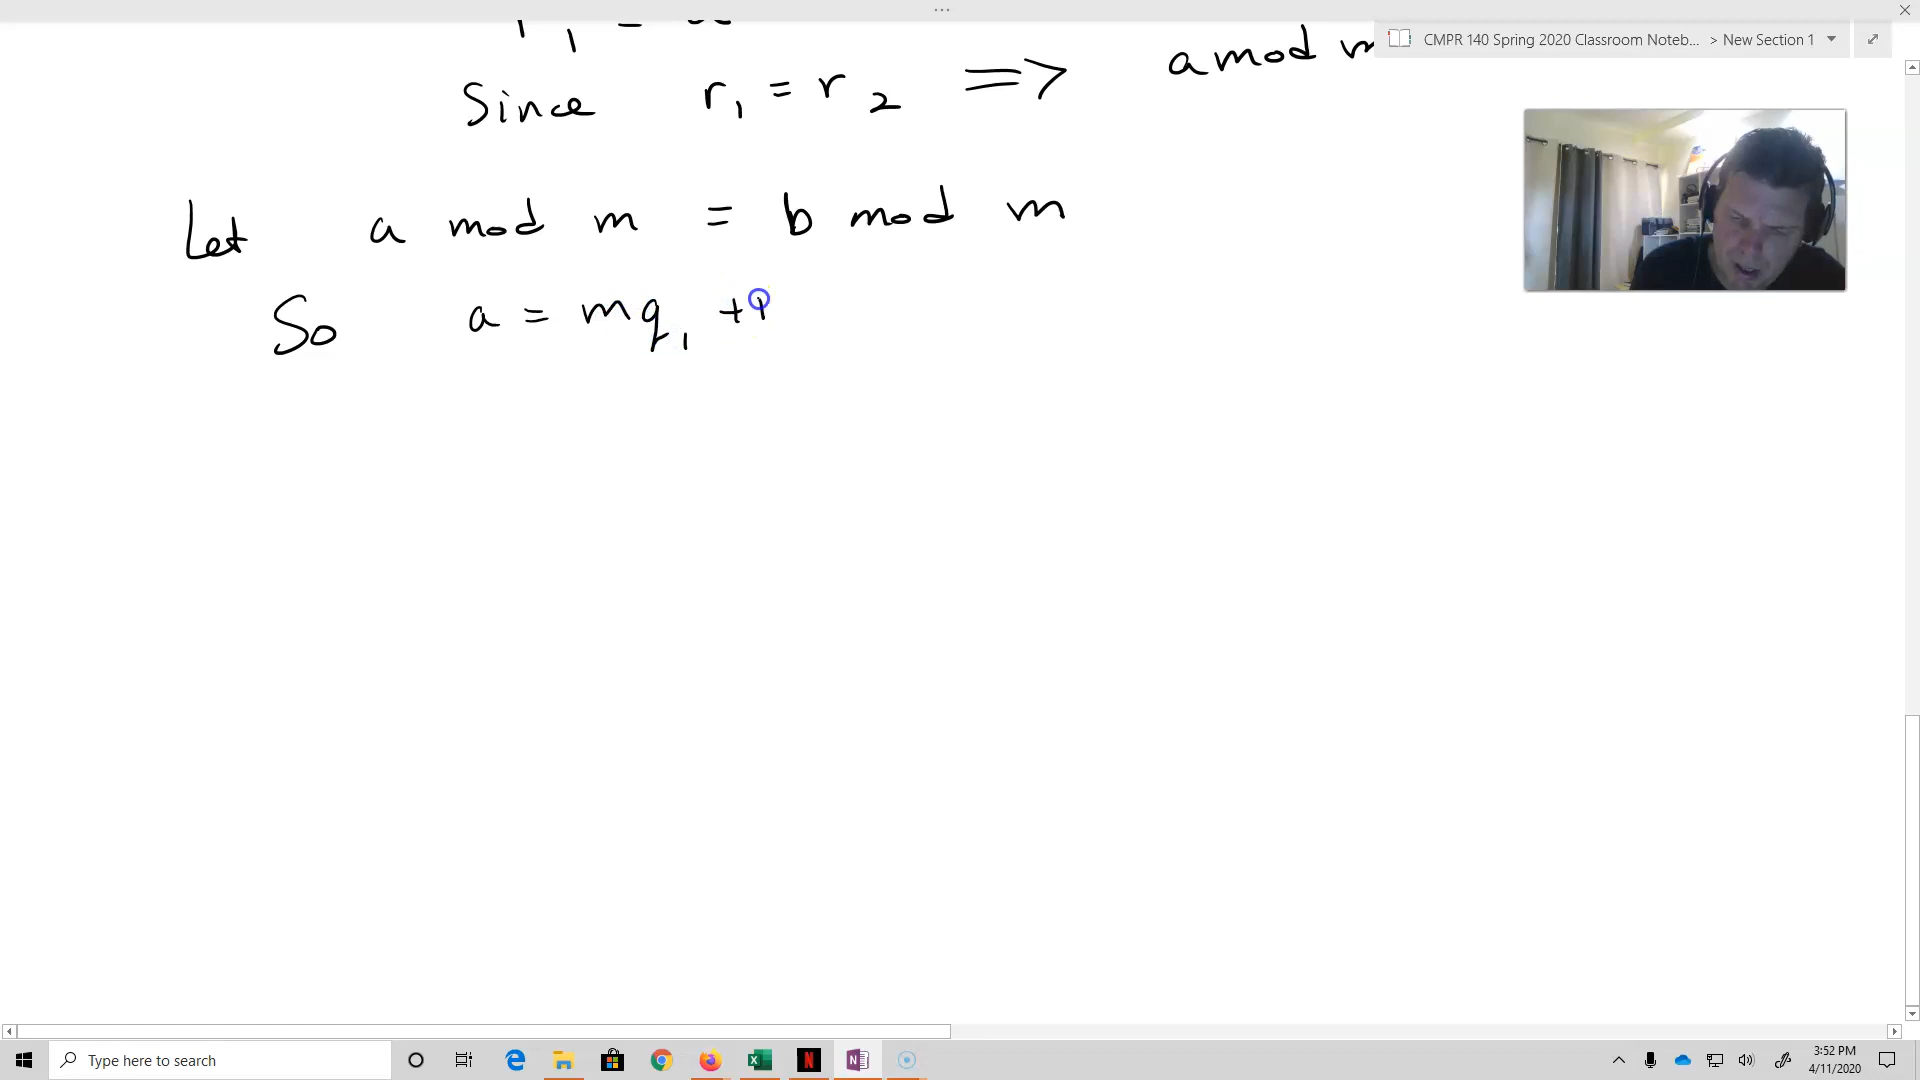 CMPR 140 Spring 2020 Classroom Noteb... > New Section 1
a mod m
Since r₁ = r₂ =>
Let a mod m = b mod m
So a = mq₁ +
Type here to search
3:52 PM
4/11/2020